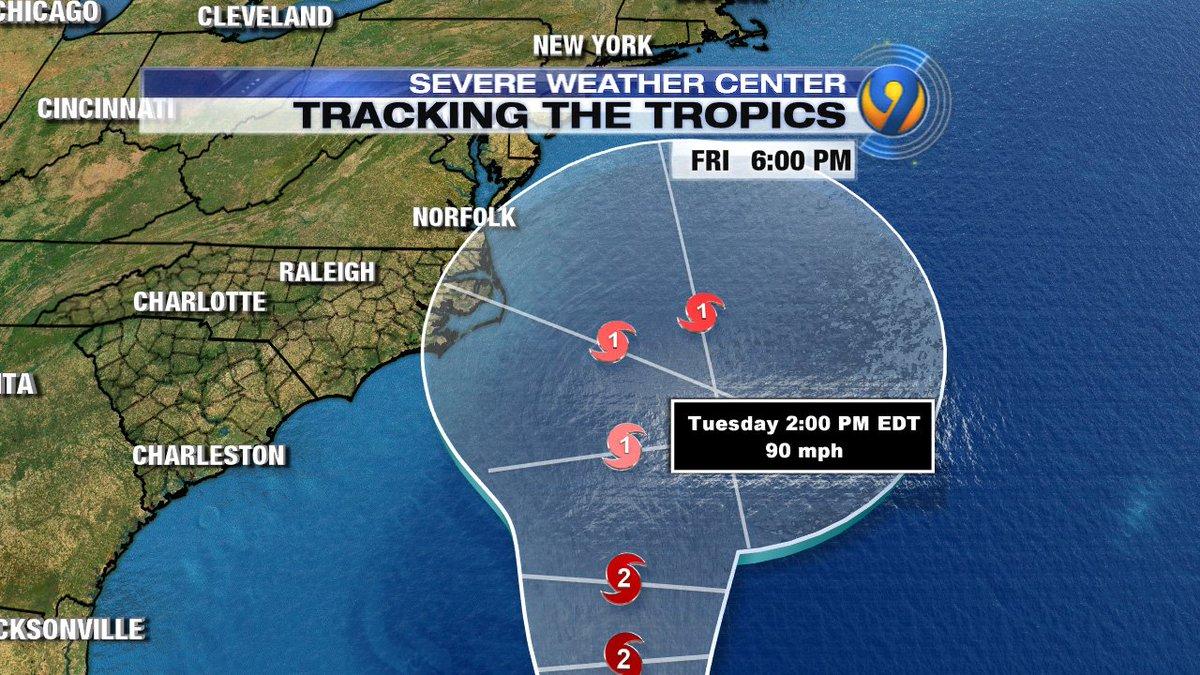 CHICAGO
CLEVELAND
NEW YORK
SEVERE WEATHER CENTER
9
CINCINNATI
TRACKING THE TROPICS
FRI 6:00 PM
NORFOLK
RALEIGH
CHARLOTTE
1
1
NTA
Tuesday 2:00 PM EDT
90 mph
1
CHARLESTON
2
CKSONVILLE
2